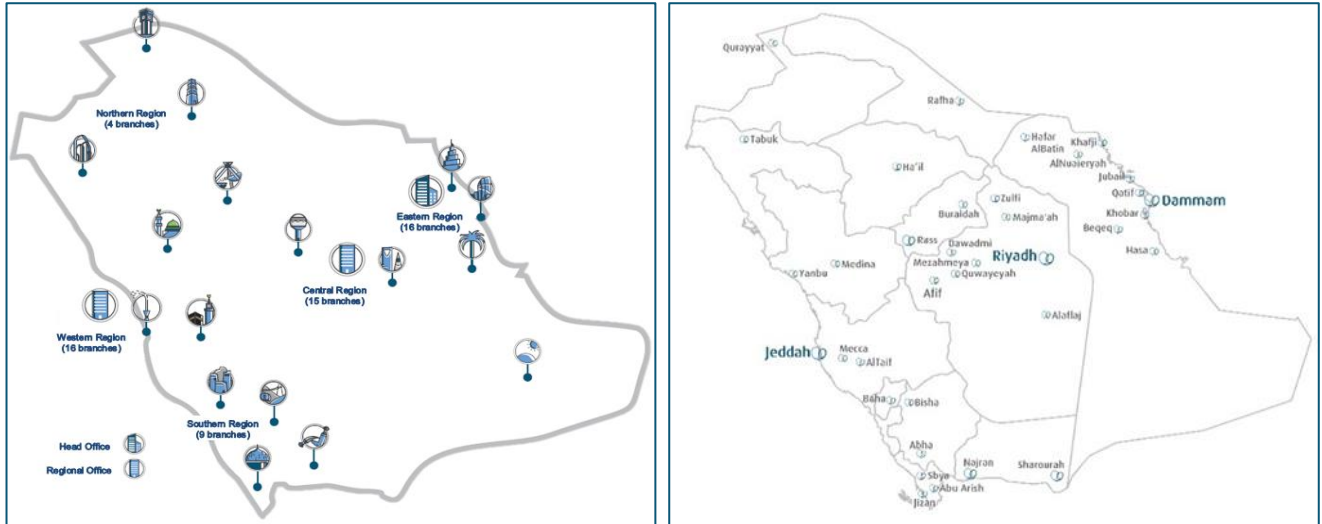 Northern Region
(4 branches)
Eastern Region
(16 branches)
Central Region
(15 branches)
Western Region
(16 branches)
Southern Region
(9 branches)
Head Office
Regional Office
Qurayyat
Rafha
Tabuk
Hafar
AlBatin
Khafji
AlNuaieryah
Ha'il
Jubail
Qatif
Dammam
Zulfi
Buraidah
Majma'ah
Khobar
Beqeq
Rass
Dawadmi
Hasa
Riyadh
Medina
Mezahmeya
Yanbu
Quwayeyah
Afif
Alaflaj
Jeddah
Mecca
AlTaif
Baha
Bisha
Abha
Najran
Sharourah
Sbya
Abu Arish
Jizan